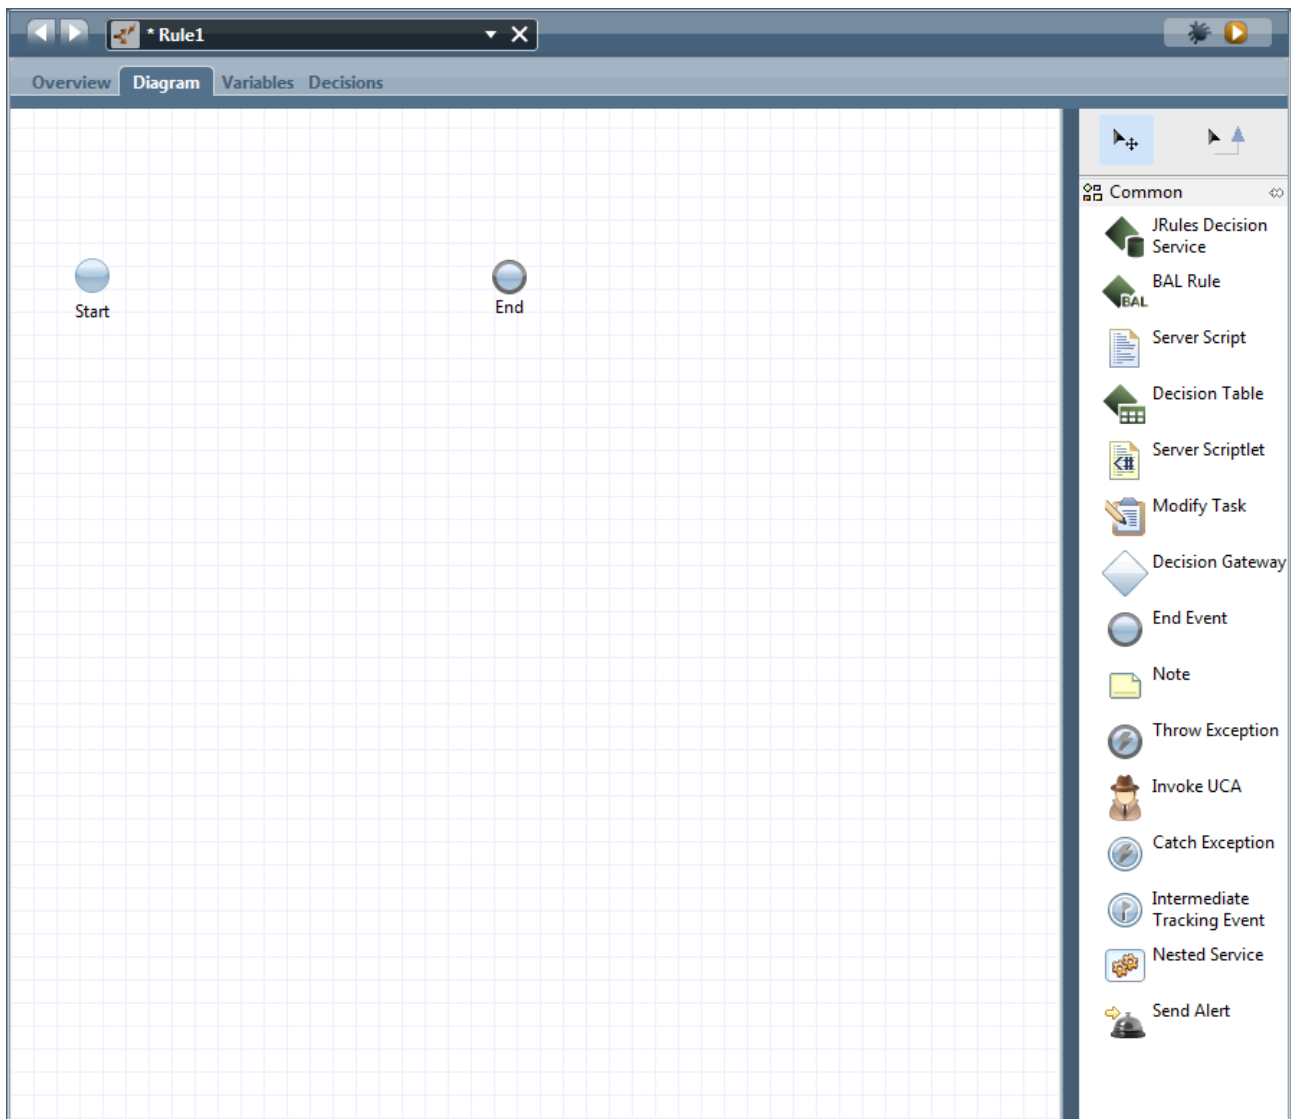 * Rule1
Overview Diagram Variables Decisions
Start
End
Common
JRules Decision
Service
BAL
BAL Rule
Server Script
Decision Table
<#
Server Scriptlet
Modify Task
Decision Gateway
End Event
Note
Throw Exception
Invoke UCA
Catch Exception
Intermediate
Tracking Event
Nested Service
Send Alert